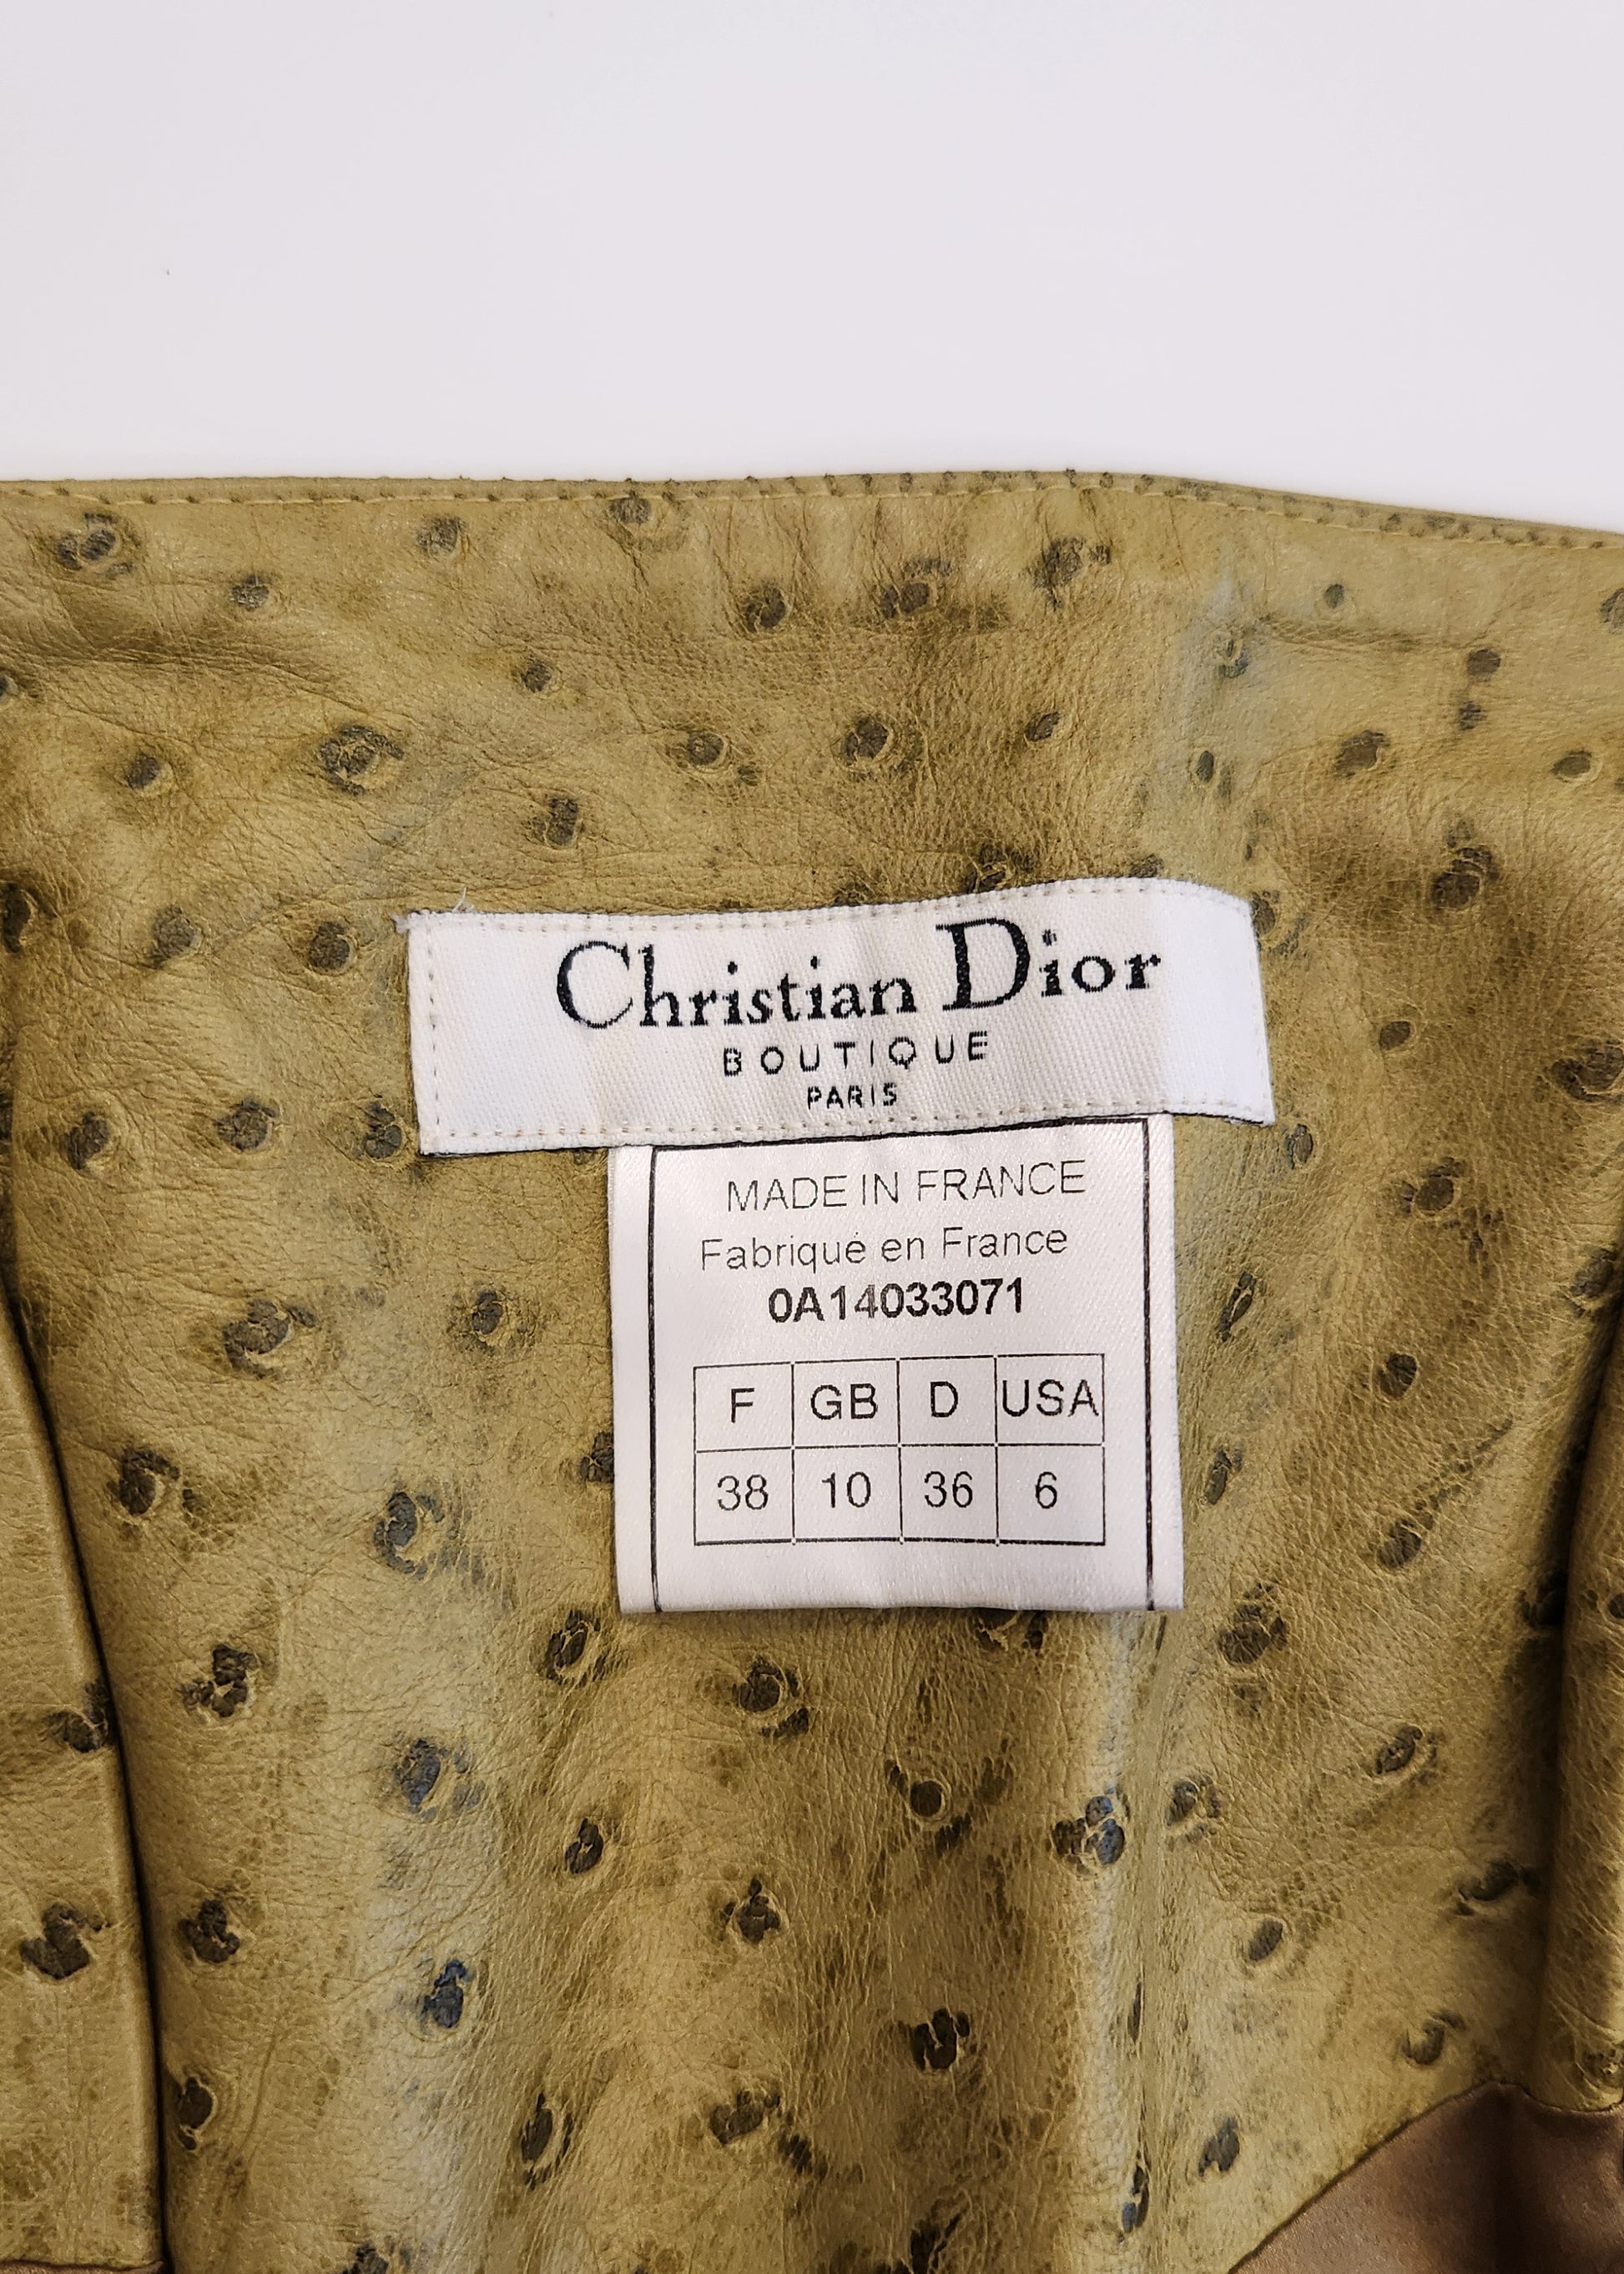 Christian Dior
BOUTIQUE
PARIS
MADE IN FRANCE
Fabriqué en France
0A14033071
F GB D USA
38 10 36 6